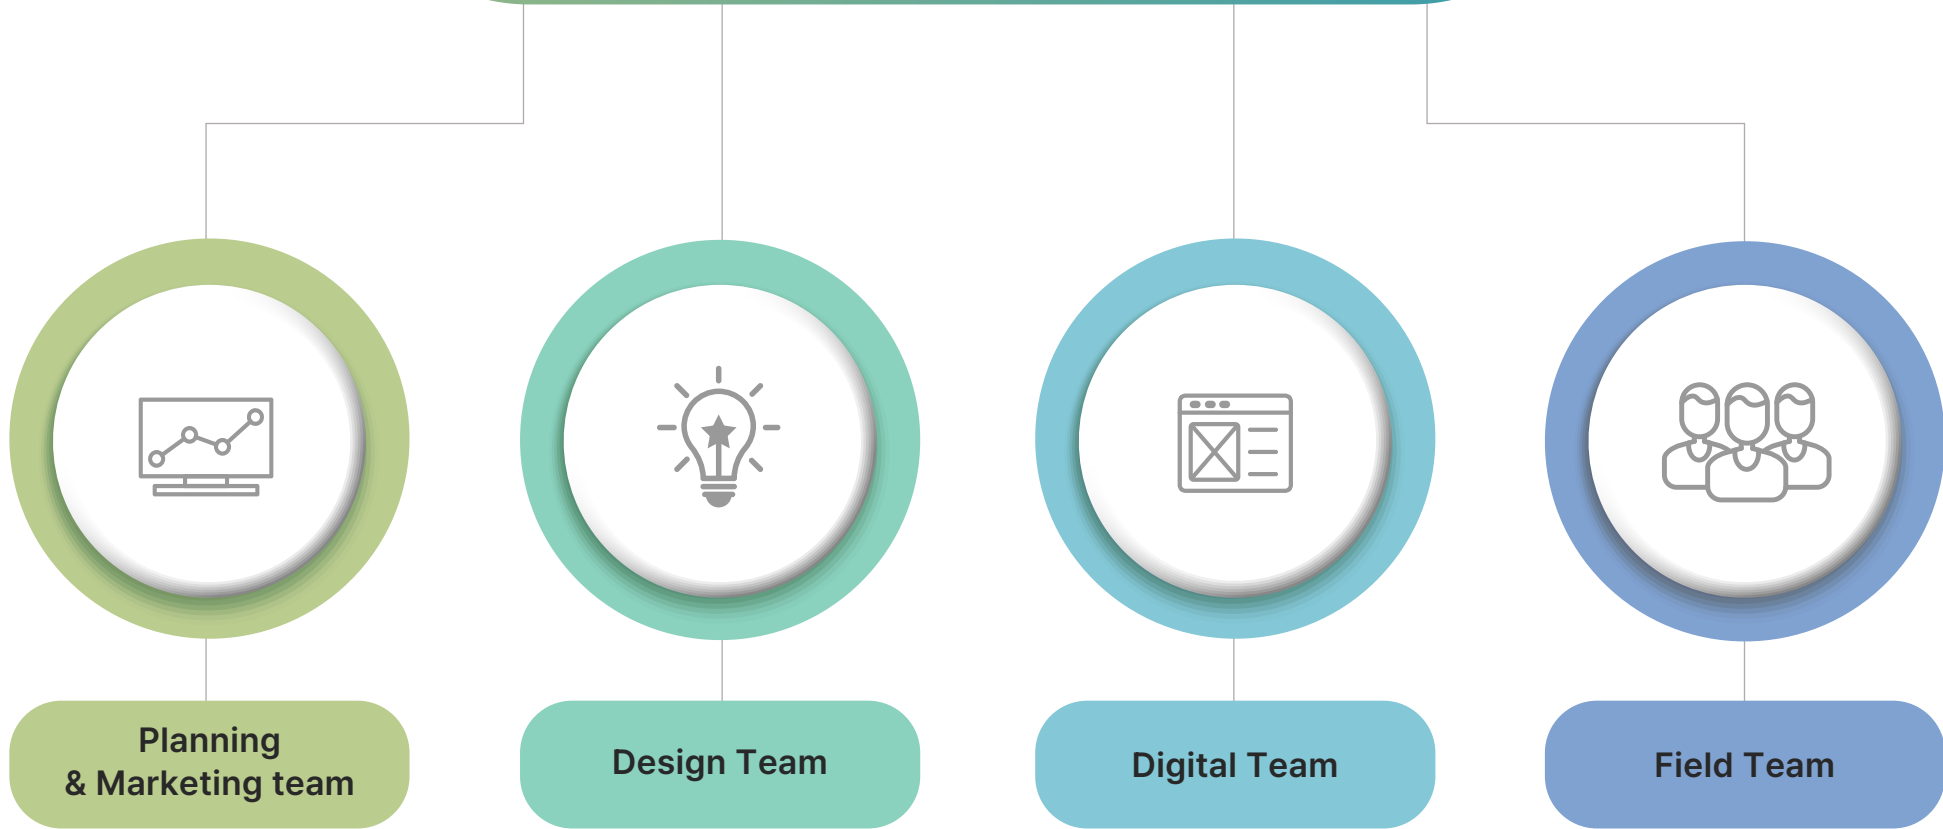 Planning
& Marketing team
Design Team
Digital Team
Field Team